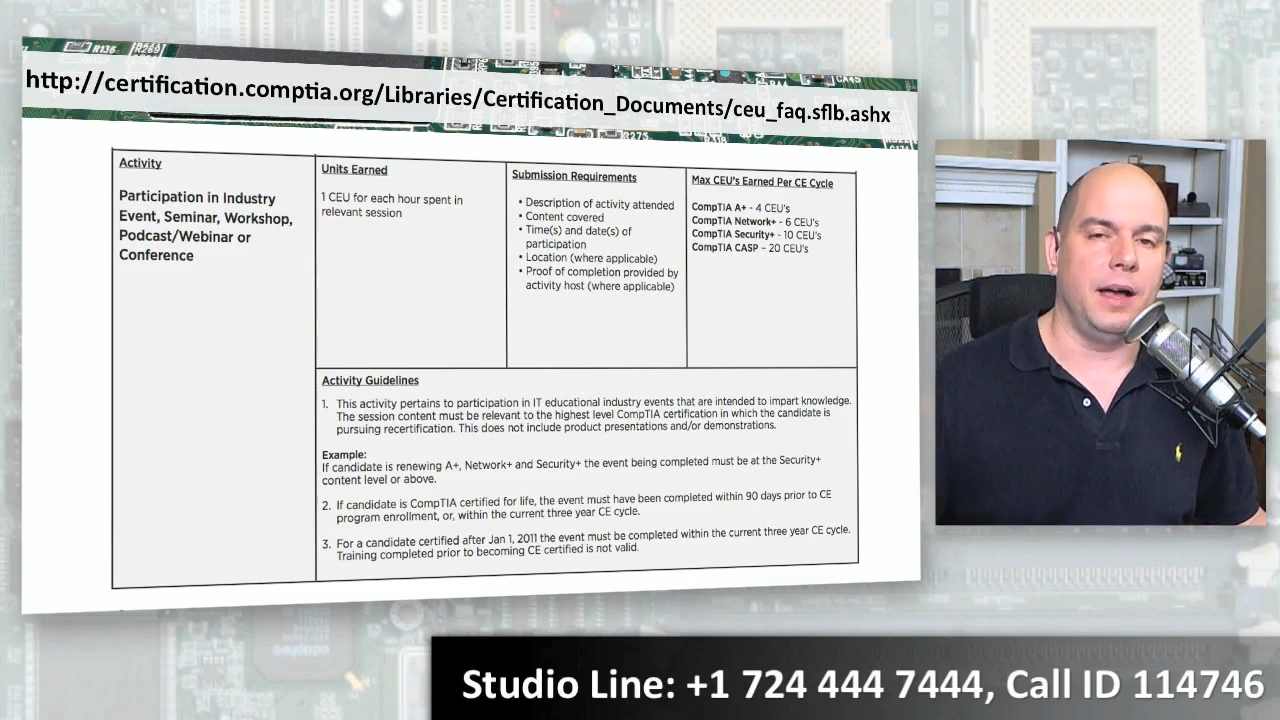 http://certification.comptia.org/Libraries/Certification_Documents/ceu_faq.sflb.ashx
Activity
Participation in Industry
Event, Seminar, Workshop,
Podcast/Webinar or
Conference
Units Earned
1 CEU for each hour spent in
relevant session
Submission Requirements
• Description of activity attended
• Content covered
• Time(s) and date(s) of
participation
• Location (where applicable)
• Proof of completion provided by
activity host (where applicable)
Max CEU's Earned Per CE Cycle
CompTIA A+ - 4 CEU's
CompTIA Network+ - 6 CEU's
CompTIA Security+ - 10 CEU's
CompTIA CASP – 20 CEU's
Activity Guidelines
1. This activity pertains to participation in IT educational industry events that are intended to impart knowledge.
The session content must be relevant to the highest level CompTIA certification in which the candidate is
pursuing recertification. This does not include product presentations and/or demonstrations.
Example:
If candidate is renewing A+, Network+ and Security+ the event being completed must be at the Security+
content level or above.
2. If candidate is CompTIA certified for life, the event must have been completed within 90 days prior to CE
program enrollment, or, within the current three year CE cycle.
3. For a candidate certified after Jan 1, 2011 the event must be completed within the current three year CE cycle.
Training completed prior to becoming CE certified is not valid.
Studio Line: +1 724 444 7444, Call ID 114746